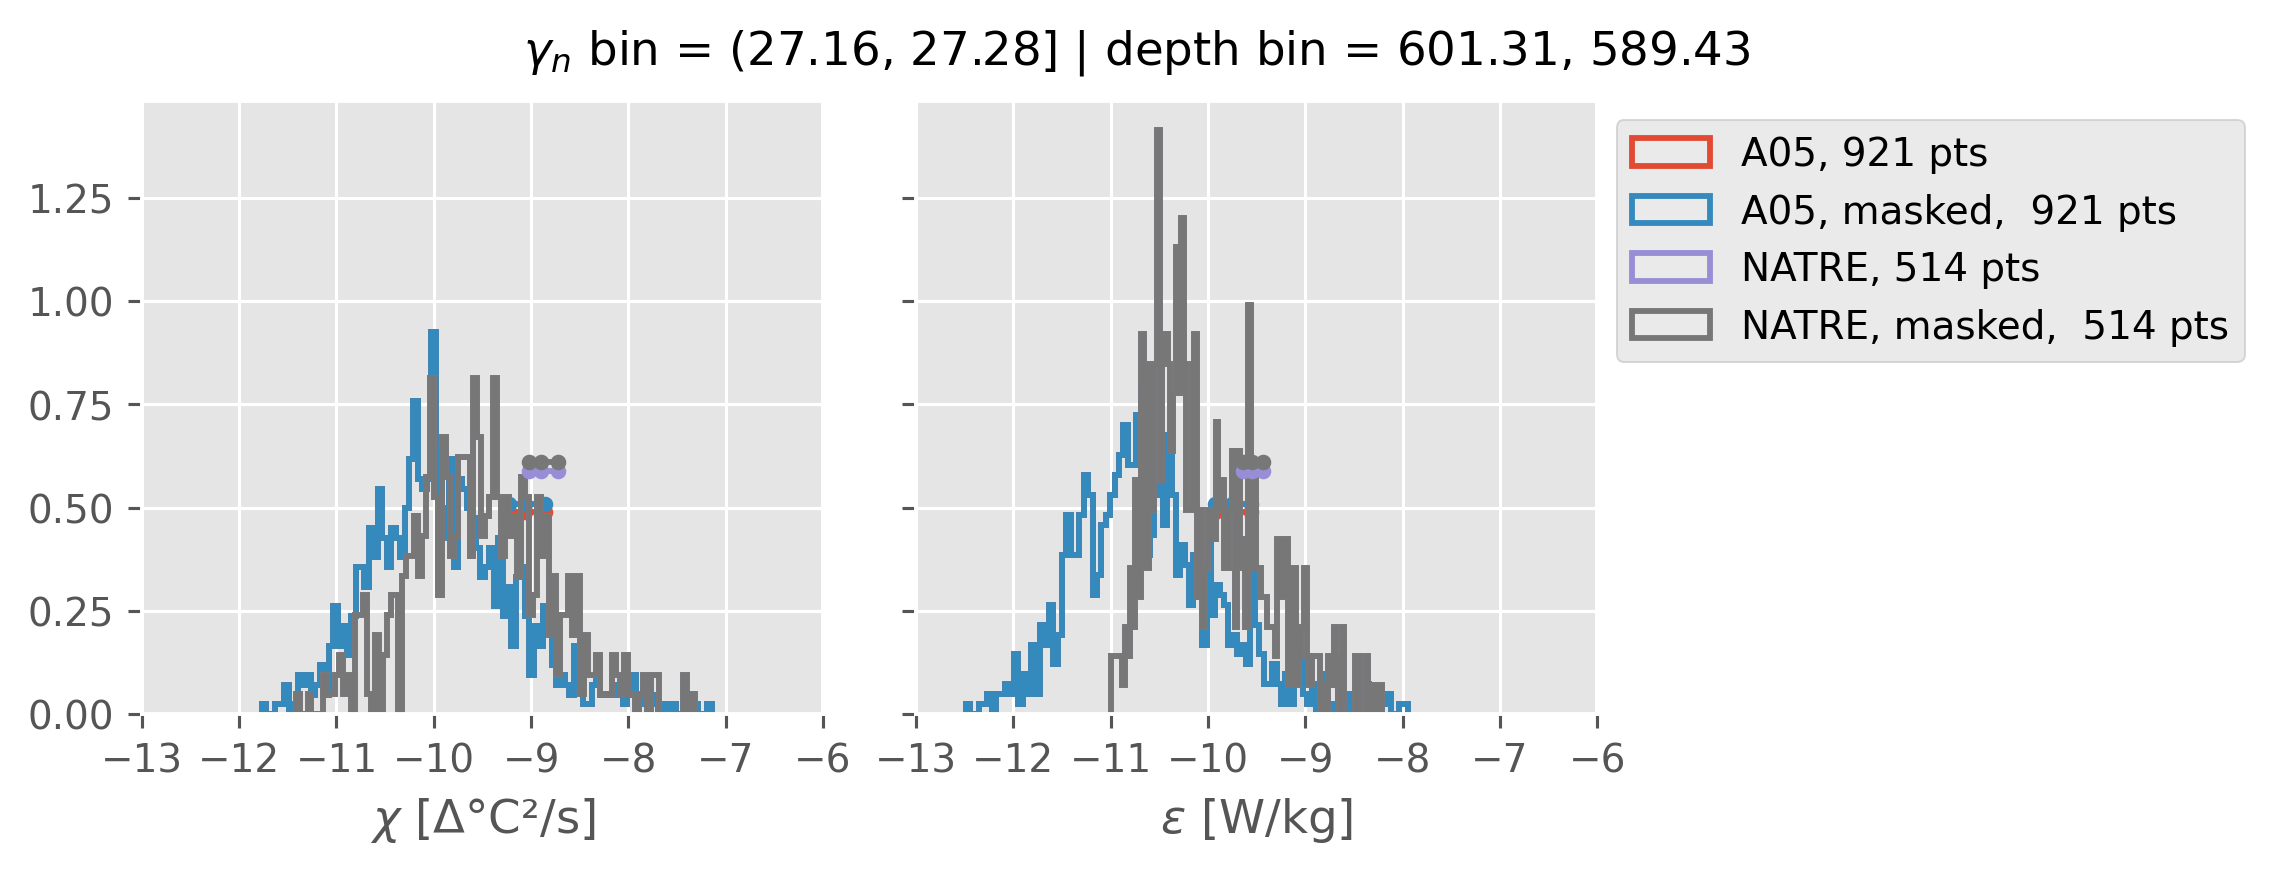 γn bin = (27.16, 27.28] | depth bin = 601.31, 589.43
1.25
1.00
0.75
0.50
0.25
0.00
−13 −12 −11 −10 −9 −8 −7 −6
χ [Δ°C²/s]
−13 −12 −11 −10 −9 −8 −7 −6
ε [W/kg]
A05, 921 pts
A05, masked,  921 pts
NATRE, 514 pts
NATRE, masked,  514 pts